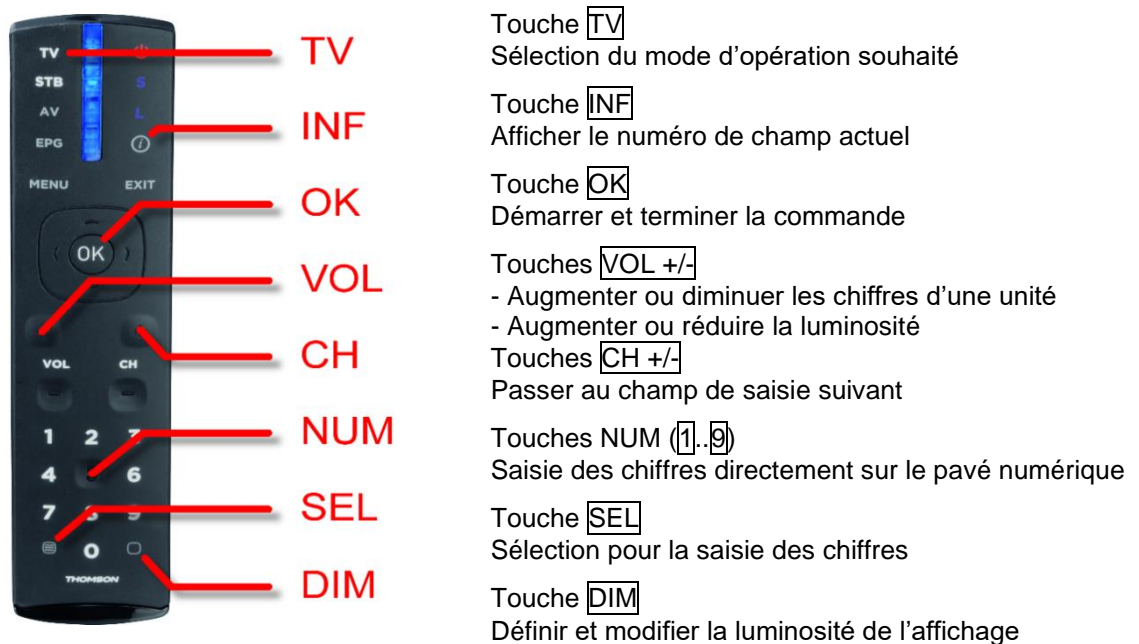 TV
STB
S
AV
L
EPG
MENU
EXIT
OK
VOL
CH
1 2 3
4 6
7 8 9
0
THOMSON
TV
INF
OK
VOL
CH
NUM
SEL
DIM
Touche TV
Sélection du mode d’opération souhaité
Touche INF
Afficher le numéro de champ actuel
Touche OK
Démarrer et terminer la commande
Touches VOL +/-
- Augmenter ou diminuer les chiffres d’une unité
- Augmenter ou réduire la luminosité
Touches CH +/-
Passer au champ de saisie suivant
Touches NUM (1..9)
Saisie des chiffres directement sur le pavé numérique
Touche SEL
Sélection pour la saisie des chiffres
Touche DIM
Définir et modifier la luminosité de l’affichage